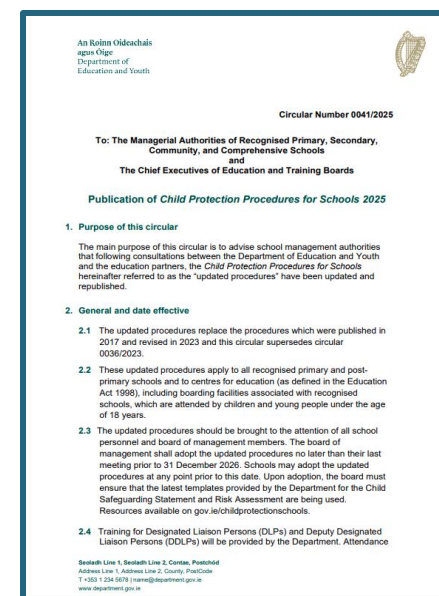 An Roinn Oideachais
agus Óige
Department of
Education and Youth
Circular Number 0041/2025
To: The Managerial Authorities of Recognised Primary, Secondary,
Community, and Comprehensive Schools
and
The Chief Executives of Education and Training Boards
Publication of Child Protection Procedures for Schools 2025
1. Purpose of this circular
The main purpose of this circular is to advise school management authorities
that following consultations between the Department of Education and Youth
and the education partners, the Child Protection Procedures for Schools
hereinafter referred to as the “updated procedures” have been updated and
republished.
2. General and date effective
2.1 The updated procedures replace the procedures which were published in
2017 and revised in 2023 and this circular supersedes circular
0036/2023.
2.2 These updated procedures apply to all recognised primary and post-
primary schools and to centres for education (as defined in the Education
Act 1998), including boarding facilities associated with recognised
schools, which are attended by children and young people under the age
of 18 years.
2.3 The updated procedures should be brought to the attention of all school
personnel and board of management members. The board of
management shall adopt the updated procedures no later than their last
meeting prior to 31 December 2026. Schools may adopt the updated
procedures at any point prior to this date. Upon adoption, the board must
ensure that the latest templates provided by the Department for the Child
Safeguarding Statement and Risk Assessment are being used.
Resources available on gov.ie/childprotectionschools.
2.4 Training for Designated Liaison Persons (DLPs) and Deputy Designated
Liaison Persons (DDLPs) will be provided by the Department. Attendance
Seoladh Line 1, Seoladh Line 2, Contae, Postchód
Address Line 1, Address Line 2, County, PostCode
T +353 1 234 5678 | name@department.gov.ie
www.department.gov.ie